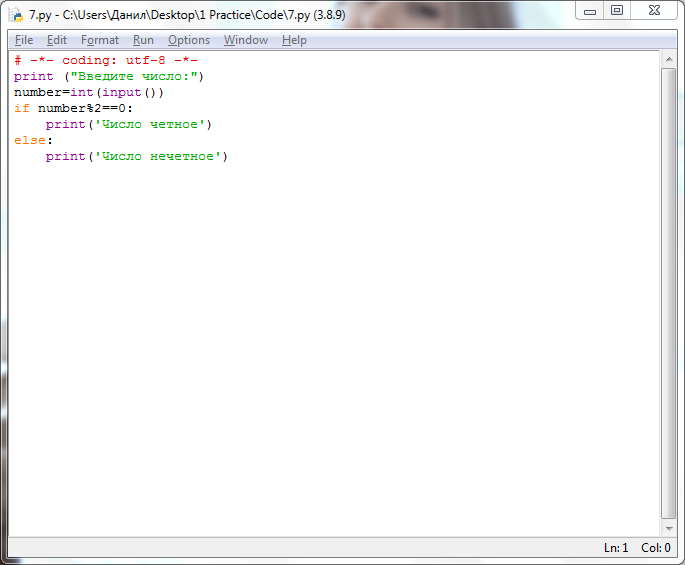 7.py - C:\Users\Данил\Desktop\1 Practice\Code\7.py (3.8.9)
File Edit Format Run Options Window Help
# -*- coding: utf-8 -*-
print ("Введите число:")
number=int(input())
if number%2==0:
    print('Число четное')
else:
    print('Число нечетное')
Ln: 1 Col: 0